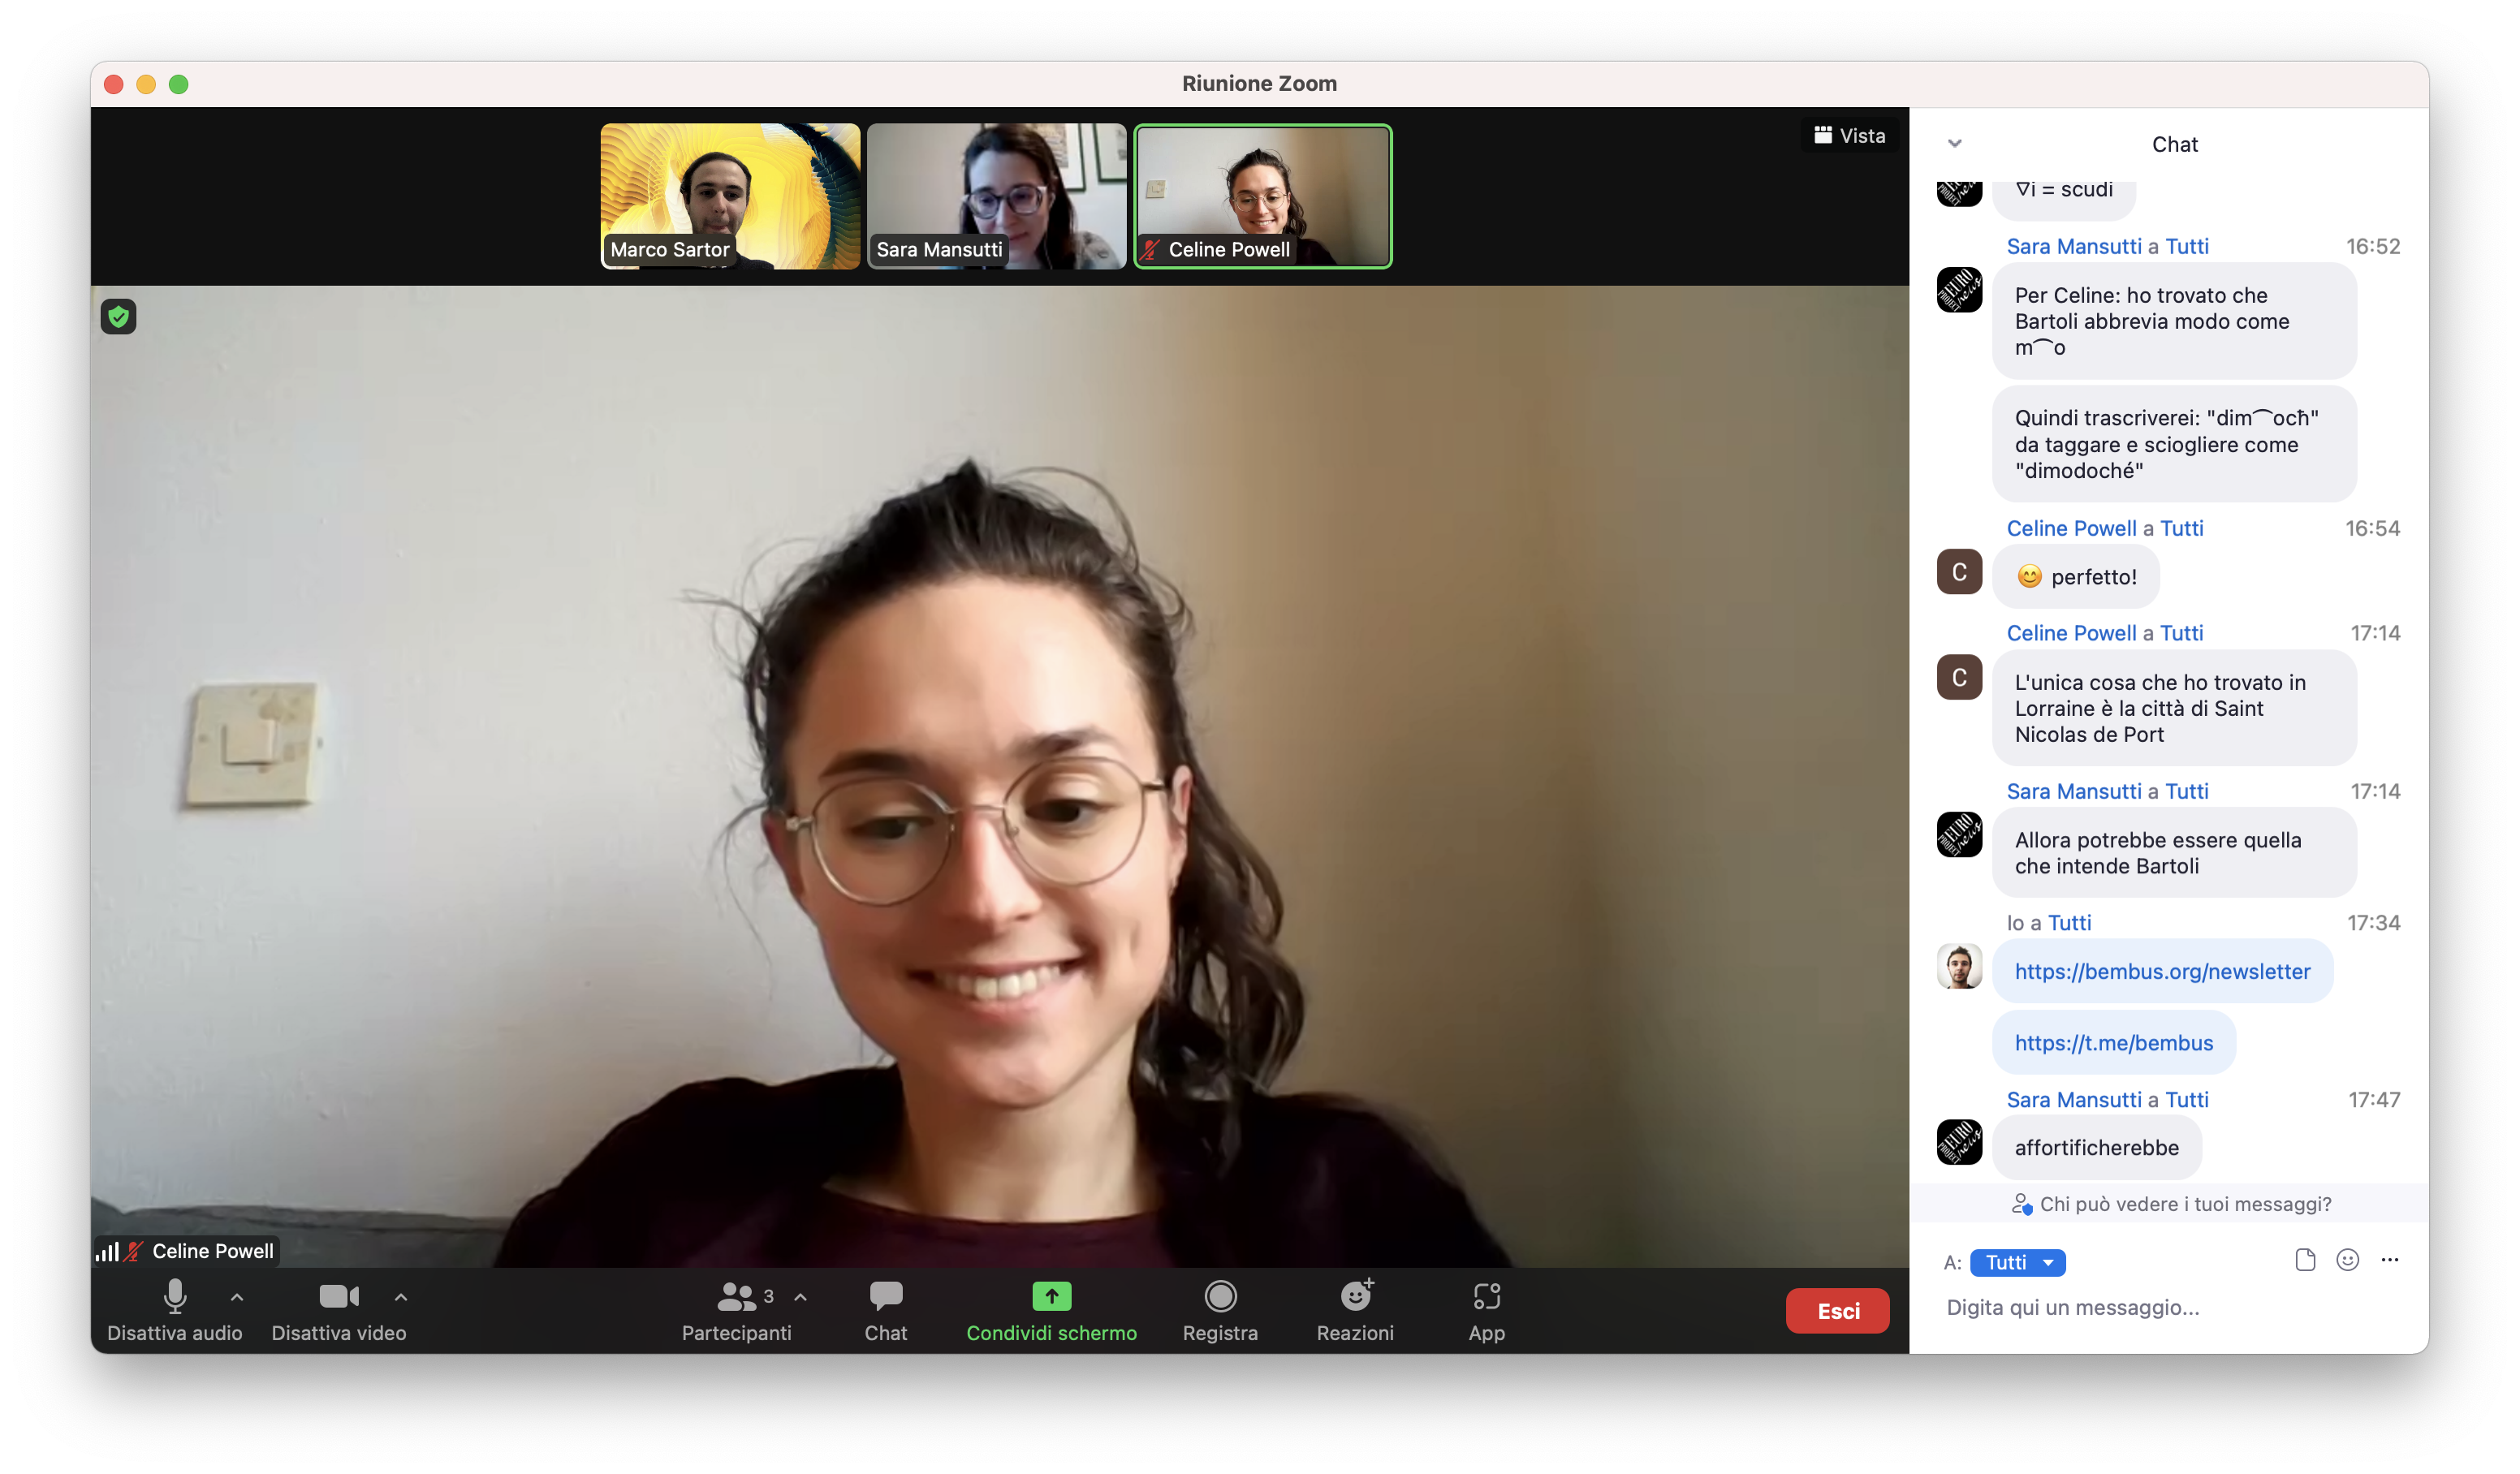 Riunione Zoom
Vista
Marco Sartor
Sara Mansutti
Celine Powell
Celine Powell
Disattiva audio
Disattiva video
3
Partecipanti
Chat
Condividi schermo
Registra
Reazioni
App
Esci
Chat
∇i = scudi
Sara Mansutti a Tutti 16:52
Per Celine: ho trovato che
Bartoli abbrevia modo come
m⁀o
Quindi trascriverei: "dim⁀ocħ"
da taggare e sciogliere come
"dimodoché"
Celine Powell a Tutti 16:54
C
😊 perfetto!
Celine Powell a Tutti 17:14
C
L'unica cosa che ho trovato in
Lorraine è la città di Saint
Nicolas de Port
Sara Mansutti a Tutti 17:14
EURO
PROJECT news
Allora potrebbe essere quella
che intende Bartoli
Io a Tutti 17:34
https://bembus.org/newsletter
https://t.me/bembus
Sara Mansutti a Tutti 17:47
affortificherebbe
Chi può vedere i tuoi messaggi?
A: Tutti
Digita qui un messaggio...